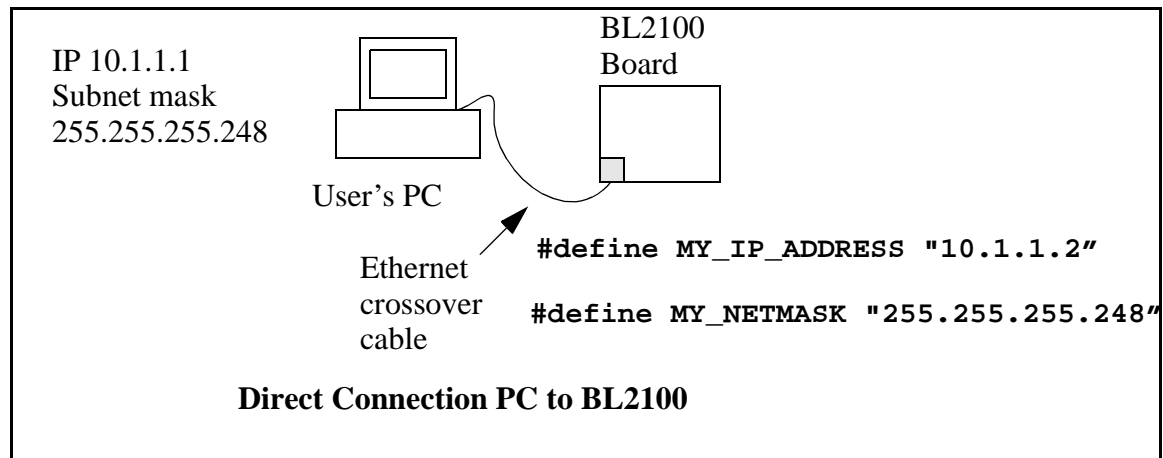 IP 10.1.1.1
Subnet mask
255.255.255.248
BL2100
Board
User’s PC
Ethernet
crossover
cable
#define MY_IP_ADDRESS "10.1.1.2”
#define MY_NETMASK "255.255.255.248”
Direct Connection PC to BL2100